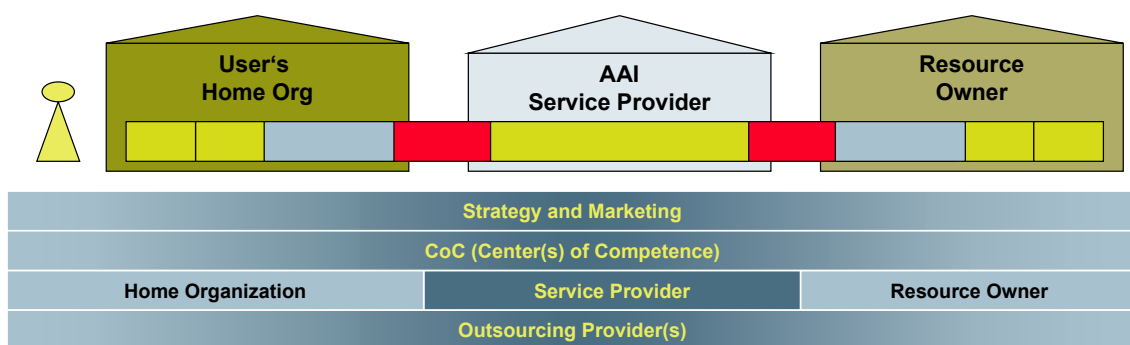 User‘s
Home Org
AAI
Service Provider
Resource
Owner
Strategy and Marketing
CoC (Center(s) of Competence)
Home Organization
Service Provider
Resource Owner
Outsourcing Provider(s)